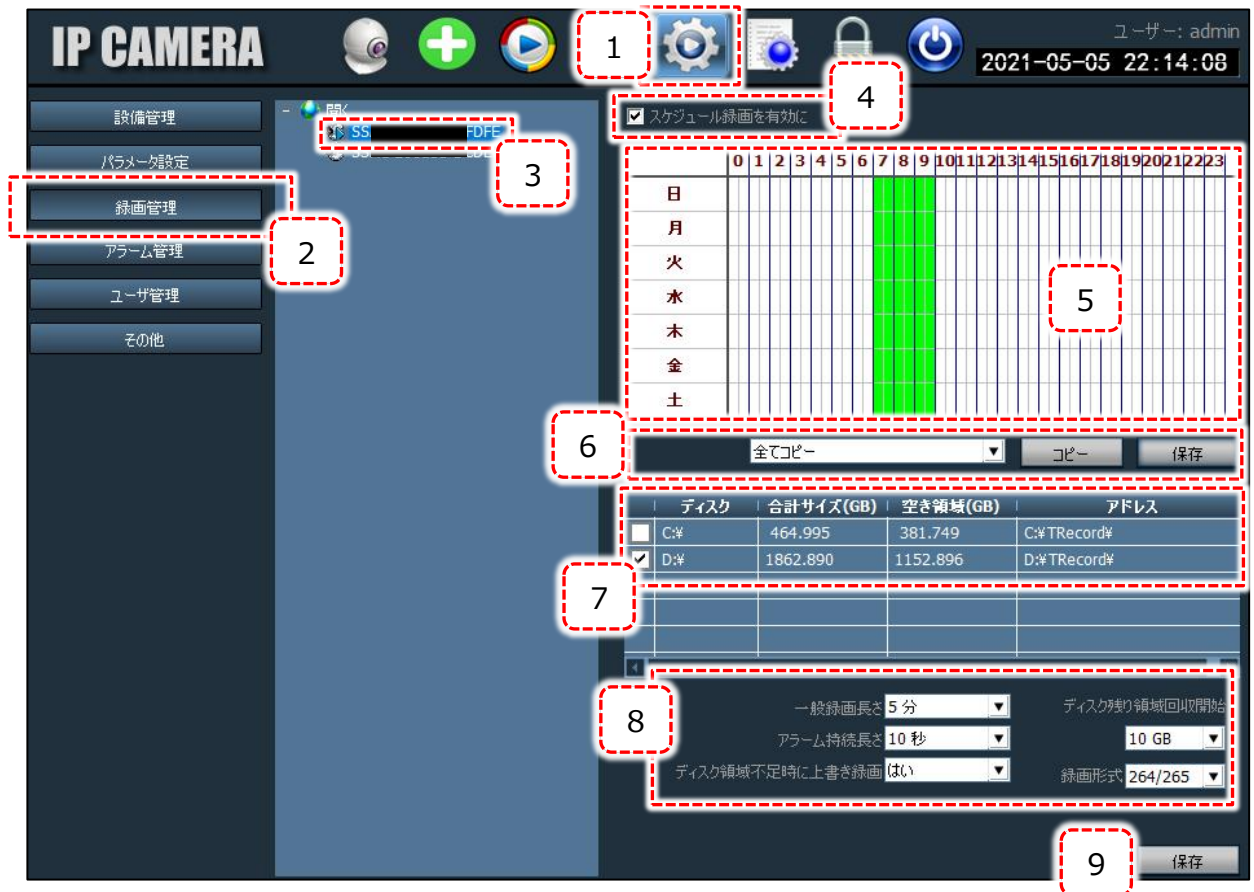 IP CAMERA
1
ユーザー: admin
2021-05-05 22:14:08
4
設備管理
パラメータ設定
録画管理
アラーム管理
ユーザ管理
その他
2
開く
SS FDFE
SS
3
スケジュール録画を有効に
0 1 2 3 4 5 6 7 8 9 10 11 12 13 14 15 16 17 18 19 20 21 22 23
日
月
火
水
木
金
土
5
6
全てコピー コピー 保存
ディスク 合計サイズ(GB) 空き領域(GB) アドレス
C:¥ 464.995 381.749 C:¥TRecord¥
D:¥ 1862.890 1152.896 D:¥TRecord¥
7
8
一般録画長さ 5 分 ディスク残り領域回収開始
アラーム持続長さ 10 秒 10 GB
ディスク領域不足時に上書き録画 はい 録画形式 264/265
9
保存